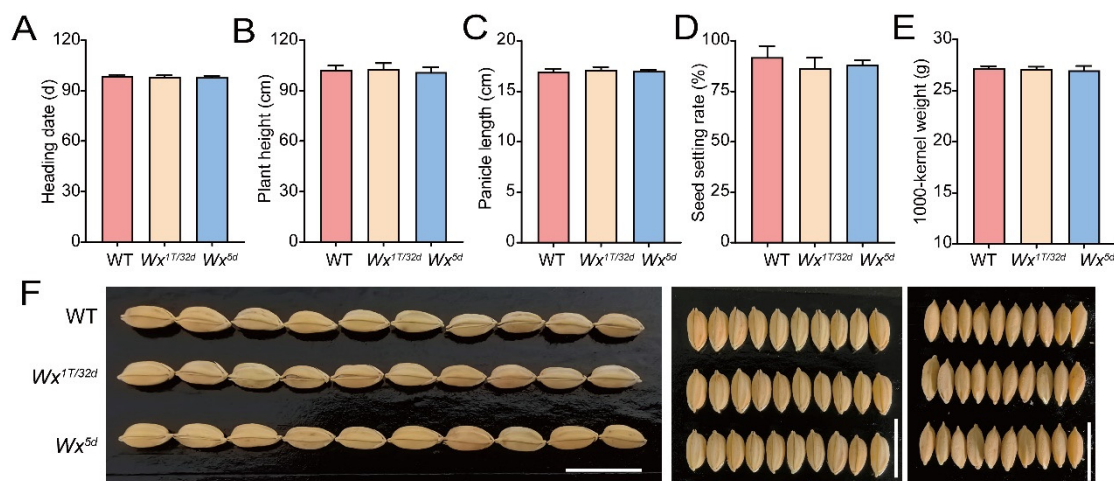 A
Heading date (d)
120
90
60
30
0
WT Wx1T/32d Wx5d
B
Plant height (cm)
120
90
60
30
0
WT Wx1T/32d Wx5d
C
Panicle length (cm)
20
15
10
5
0
WT Wx1T/32d Wx5d
D
Seed setting rate (%)
100
75
50
25
0
WT Wx1T/32d Wx5d
E
1000-kernel weight (g)
30
25
20
15
10
WT Wx1T/32d Wx5d
F
WT
Wx1T/32d
Wx5d